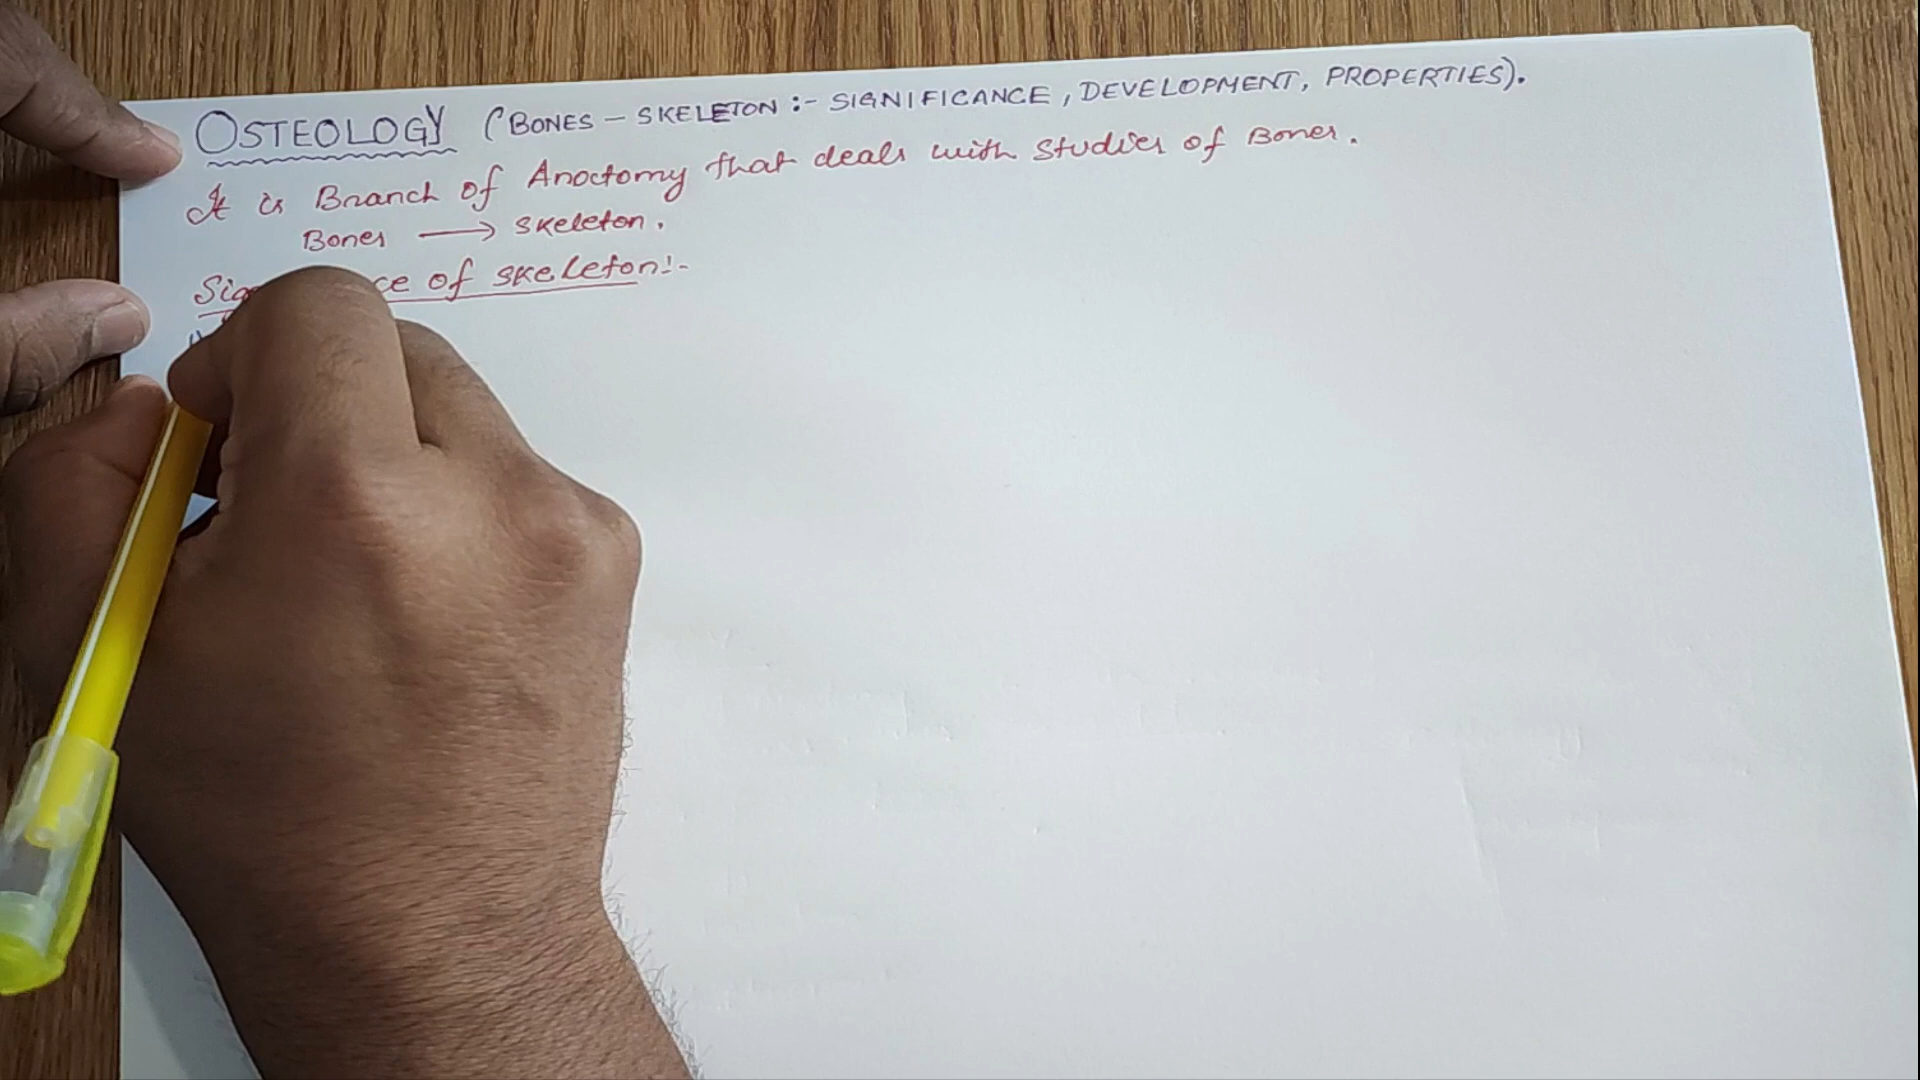 OSTEOLOGY (BONES - SKELETON :- SIGNIFICANCE, DEVELOPMENT, PROPERTIES).
It is Branch of Anoctomy that deals with studies of Bones.
Bones → skeleton.
of skeleton:-